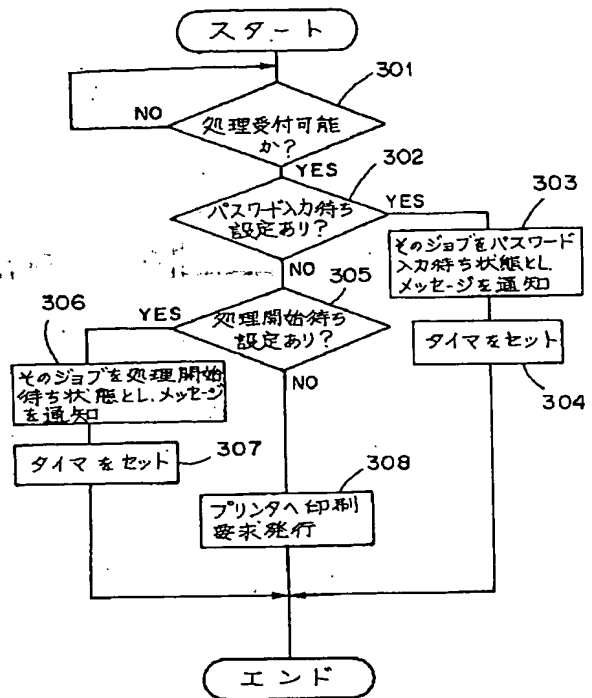 スタート
301
処理受付可能
か?
NO
YES
302
パスワード入力待ち
設定あり?
YES
303
そのジョブをパスワード
入力待ち状態とし、
メッセージを通知
タイマをセット
304
NO
305
処理開始待ち
設定あり?
YES
306
そのジョブを処理開始
待ち状態とし、メッセージ
を通知
タイマをセット
307
NO
308
プリンタへ印刷
要求発行
エンド